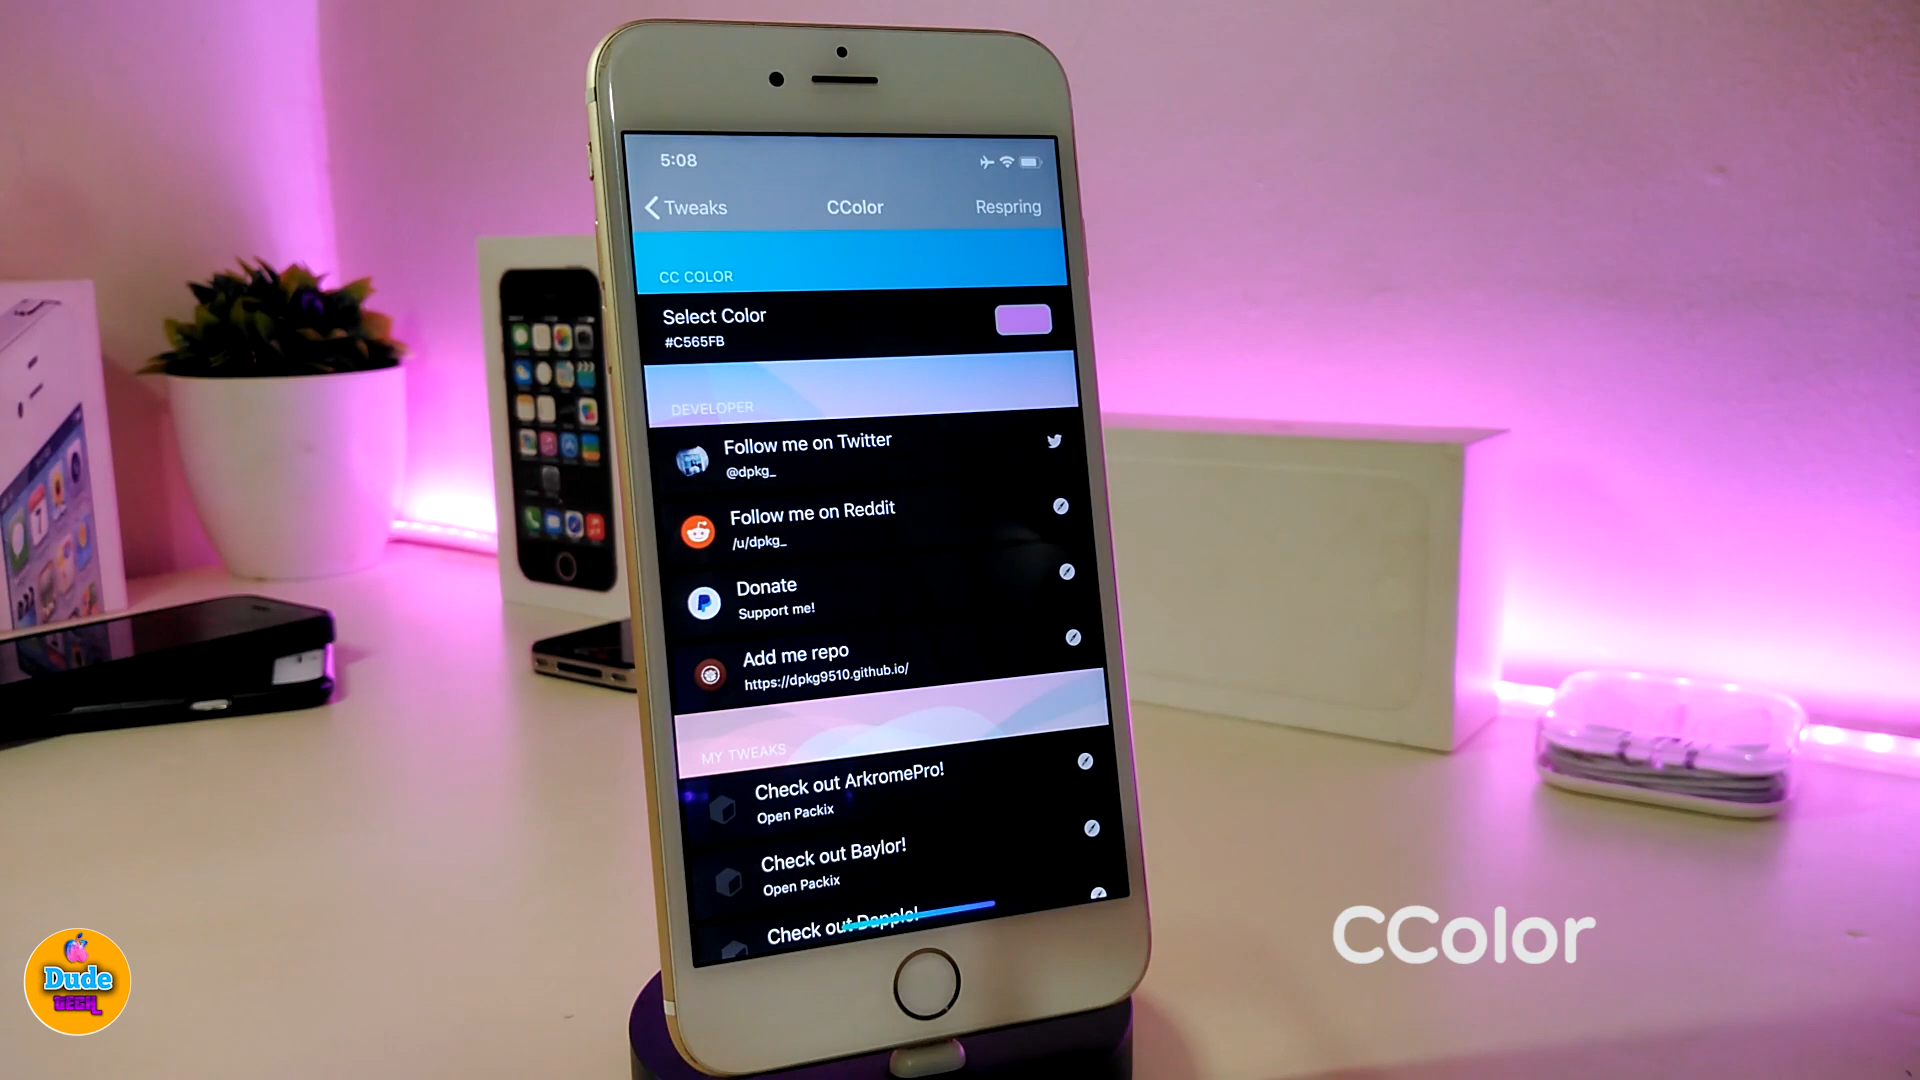 5:08
Tweaks CColor Respring
CC COLOR
Select Color
#C565FB
DEVELOPER
Follow me on Twitter
@dpkg_
Follow me on Reddit
/u/dpkg_
Donate
Support me!
Add me repo
https://dpkg9510.github.io/
MY TWEAKS
Check out ArkromePro!
Open Packix
Check out Baylor!
Open Packix
Check out Dapple!
CColor
Dude
TECH